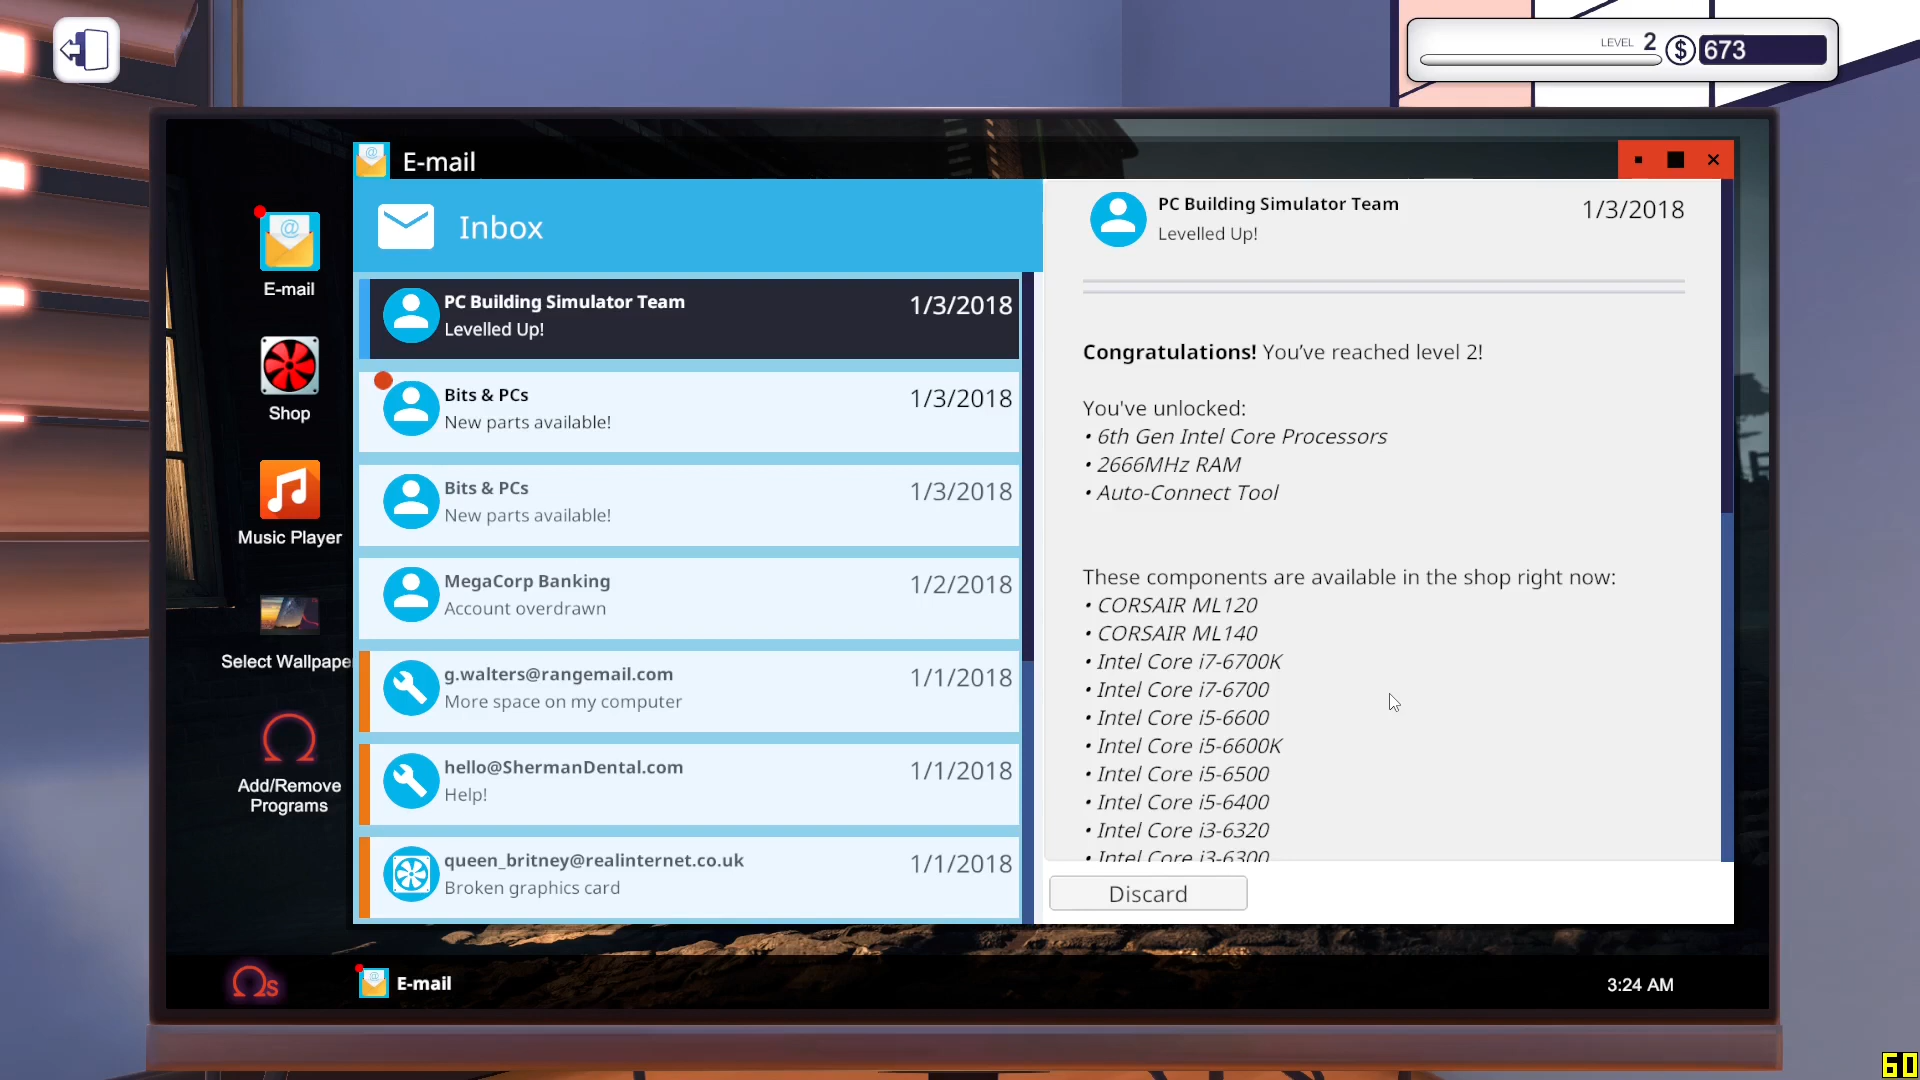 LEVEL 2 $ 673
E-mail
Inbox
PC Building Simulator Team 1/3/2018
Levelled Up!
Bits & PCs 1/3/2018
New parts available!
Bits & PCs 1/3/2018
New parts available!
MegaCorp Banking 1/2/2018
Account overdrawn
g.walters@rangemail.com 1/1/2018
More space on my computer
hello@ShermanDental.com 1/1/2018
Help!
queen_britney@realinternet.co.uk 1/1/2018
Broken graphics card
PC Building Simulator Team 1/3/2018
Levelled Up!
Congratulations! You’ve reached level 2!
You've unlocked:
• 6th Gen Intel Core Processors
• 2666MHz RAM
• Auto-Connect Tool
These components are available in the shop right now:
• CORSAIR ML120
• CORSAIR ML140
• Intel Core i7-6700K
• Intel Core i7-6700
• Intel Core i5-6600
• Intel Core i5-6600K
• Intel Core i5-6500
• Intel Core i5-6400
• Intel Core i3-6320
• Intel Core i3-6300
Discard
E-mail
Shop
Music Player
Select Wallpape
Add/Remove
Programs
Ωs
E-mail
3:24 AM
60